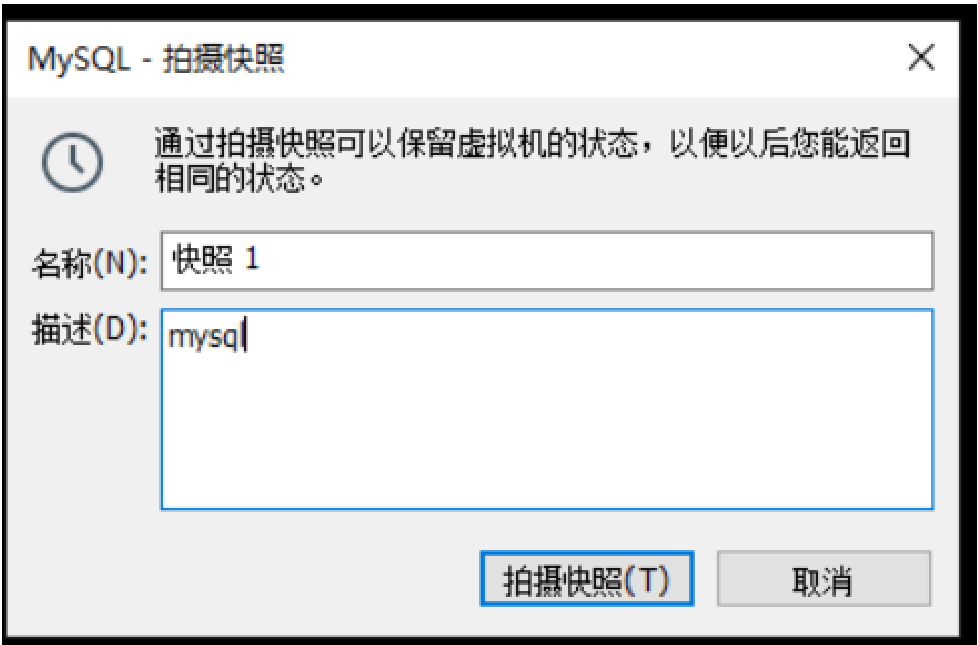 MySQL - 拍摄快照
通过拍摄快照可以保留虚拟机的状态，以便以后您能返回
相同的状态。
名称(N): 快照 1
描述(D): mysql
拍摄快照(T) 取消